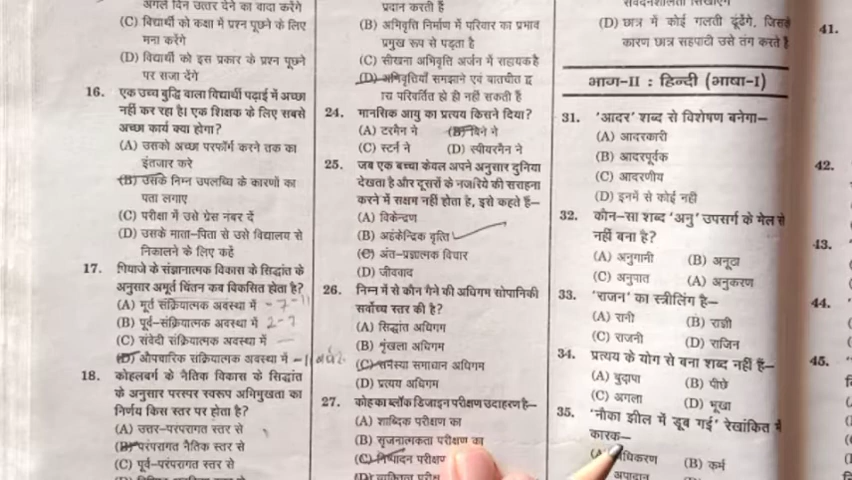 अगले दिन उत्तर देने का वादा करेंगे
(C) विद्यार्थी को कक्षा में प्रश्न पूछने के लिए
मना करेंगे
(D) विद्यार्थी को इस प्रकार के प्रश्न पूछने
पर सजा देंगे
16. एक उच्च बुद्धि वाला विद्यार्थी पढ़ाई में अच्छा
नहीं कर रहा है। एक शिक्षक के लिए सबसे
अच्छा कार्य क्या होगा?
(A) उसको अच्छा परफॉर्म करने तक का
इंतजार करे
(B) उसके निम्न उपलब्धि के कारणों का
पता लगाए
(C) परीक्षा में उसे ग्रेस नंबर दें
(D) उसके माता-पिता से उसे विद्यालय से
निकालने के लिए कहें
17. पियाजे के संज्ञानात्मक विकास के सिद्धांत के
अनुसार अमूर्त चिंतन कब विकसित होता है?
(A) मूर्त संक्रियात्मक अवस्था में - 7-11
(B) पूर्व-संक्रियात्मक अवस्था में 2-7
(C) संवेदी संक्रियात्मक अवस्था में
(D) औपचारिक संक्रियात्मक अवस्था में
18. कोहलबर्ग के नैतिक विकास के सिद्धांत
के अनुसार परस्पर स्वरूप अभिमुखता का
निर्णय किस स्तर पर होता है?
(A) उत्तर-परंपरागत स्तर से
(B) परंपरागत नैतिक स्तर से
(C) पूर्व-परंपरागत स्तर से
प्रदान करती है
(B) अभिवृत्ति निर्माण में परिवार का प्रभाव
प्रमुख रूप से पड़ता है
(C) सीखना अभिवृत्ति अर्जन में सहायक है
(D) अभिवृत्तियाँ समझाने एवं बातचीत द्वा
परिवर्तित हो ही नहीं सकती हैं
24. मानसिक आयु का प्रत्यय किसने दिया?
(A) टरमैन ने (B) बिने ने
(C) स्टर्न ने (D) स्पीयरमैन ने
25. जब एक बच्चा केवल अपने अनुसार दुनिया
देखता है और दूसरों के नजरिये की सराहना
करने में सक्षम नहीं होता है, इसे कहते हैं–
(A) विकेन्द्रण
(B) अहंकेन्द्रिक वृत्ति
(C) अंत-प्रज्ञात्मक विचार
(D) जीववाद
26. निम्न में से कौन गैने की अधिगम सोपानिकी
सर्वोच्च स्तर की है?
(A) सिद्धांत अधिगम
(B) शृंखला अधिगम
(C) समस्या समाधान अधिगम
(D) प्रत्यय अधिगम
27. कोह का ब्लॉक डिजाइन परीक्षण उदाहरण है–
(A) शाब्दिक परीक्षण का
(B) सृजनात्मकता परीक्षण का
(C) निष्पादन परीक्षण
संवेदनशीलता सिखाएंगे
(D) छात्र में कोई गलती ढूंढेंगे, जिसके
कारण छात्र सहपाठी उसे तंग करते हैं
भाग-II : हिन्दी (भाषा-I)
31. 'आदर' शब्द से विशेषण बनेगा–
(A) आदरकारी
(B) आदरपूर्वक
(C) आदरणीय
(D) इनमें से कोई नही
32. कौन-सा शब्द 'अनु' उपसर्ग के मेल से
नहीं बना है?
(A) अनुगानी (B) अनूठा
(C) अनुपात (A) अनुकरण
33. 'राजन' का स्त्रीलिंग है–
(A) रानी (B) राज्ञी
(C) राजनी (D) राजिन
34. प्रत्यय के योग से बना शब्द नहीं है–
(A) बुढ़ापा (B) पीछे
(C) अगला (D) भूखा
35. 'नौका झील में डूब गई' रेखांकित में
कारक–
धिकरण (B) कर्म
अपादान
41.
42.
43.
44.
45.